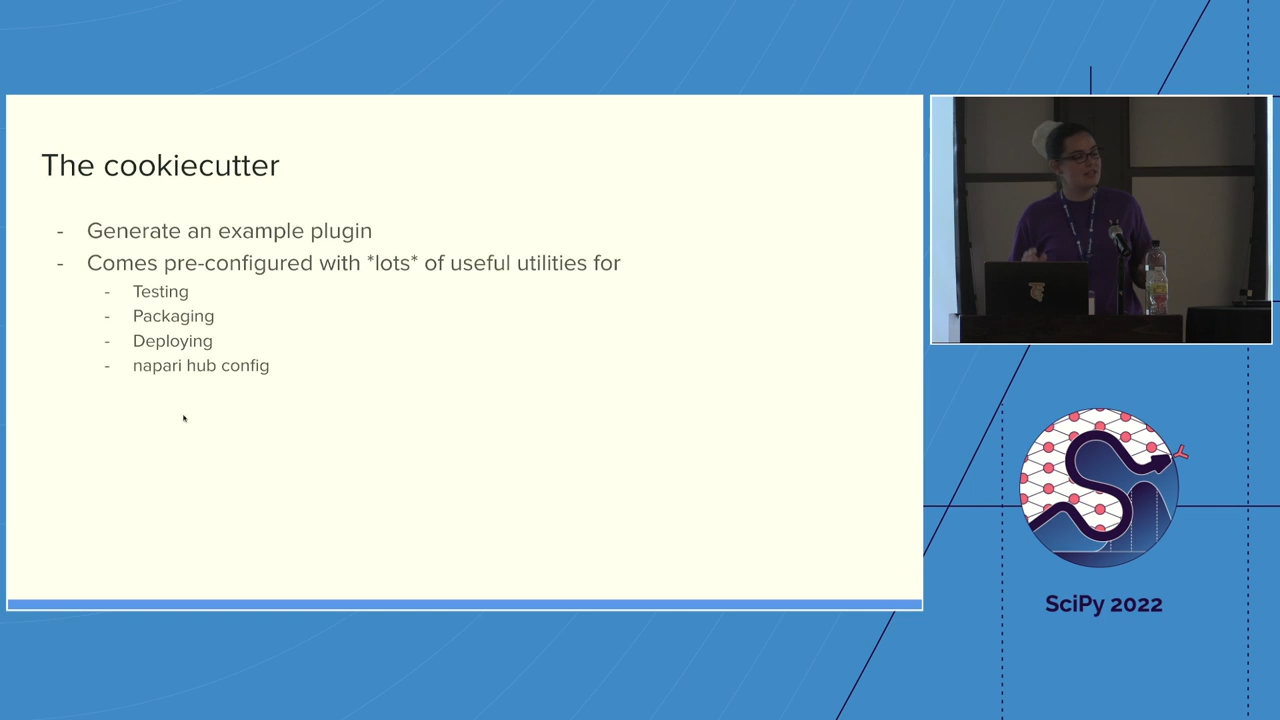 The cookiecutter
- Generate an example plugin
- Comes pre-configured with *lots* of useful utilities for
- Testing
- Packaging
- Deploying
- napari hub config
SciPy 2022